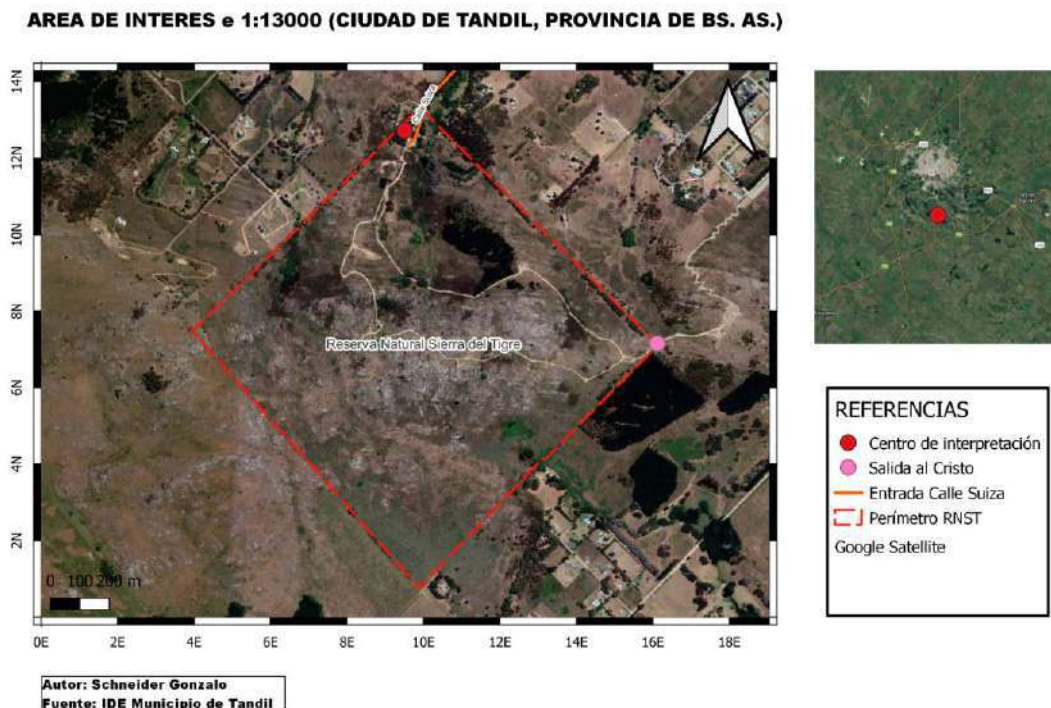 AREA DE INTERES e 1:13000 (CIUDAD DE TANDIL, PROVINCIA DE BS. AS.)
14N
12N
10N
8N
6N
4N
2N
Calle Suiza
Reserva Natural Sierra del Tigre
0 100 200 m
0E 2E 4E 6E 8E 10E 12E 14E 16E 18E
REFERENCIAS
Centro de interpretación
Salida al Cristo
Entrada Calle Suiza
Perímetro RNST
Google Satellite
Autor: Schneider Gonzalo
Fuente: IDE Municipio de Tandil